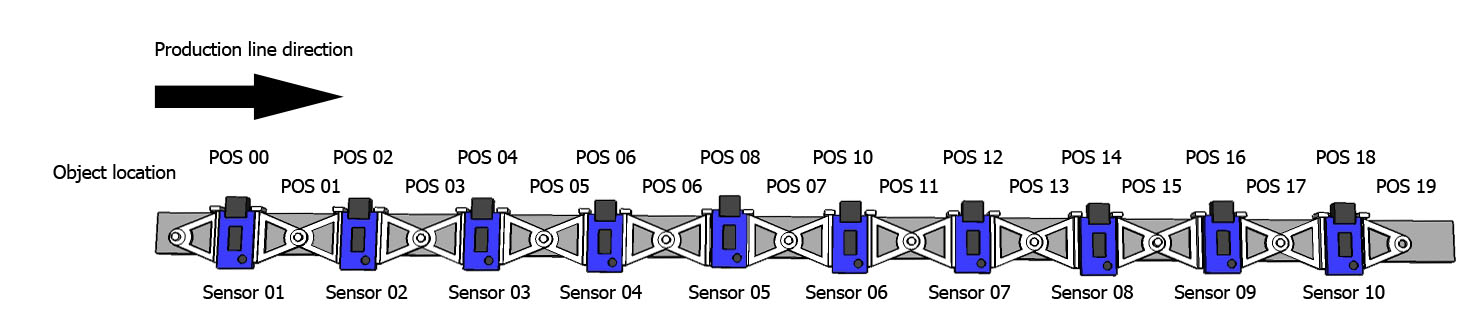 Production line direction
POS 00 POS 02 POS 04 POS 06 POS 08 POS 10 POS 12 POS 14 POS 16 POS 18
Object location
POS 01 POS 03 POS 05 POS 06 POS 07 POS 11 POS 13 POS 15 POS 17 POS 19
Sensor 01 Sensor 02 Sensor 03 Sensor 04 Sensor 05 Sensor 06 Sensor 07 Sensor 08 Sensor 09 Sensor 10